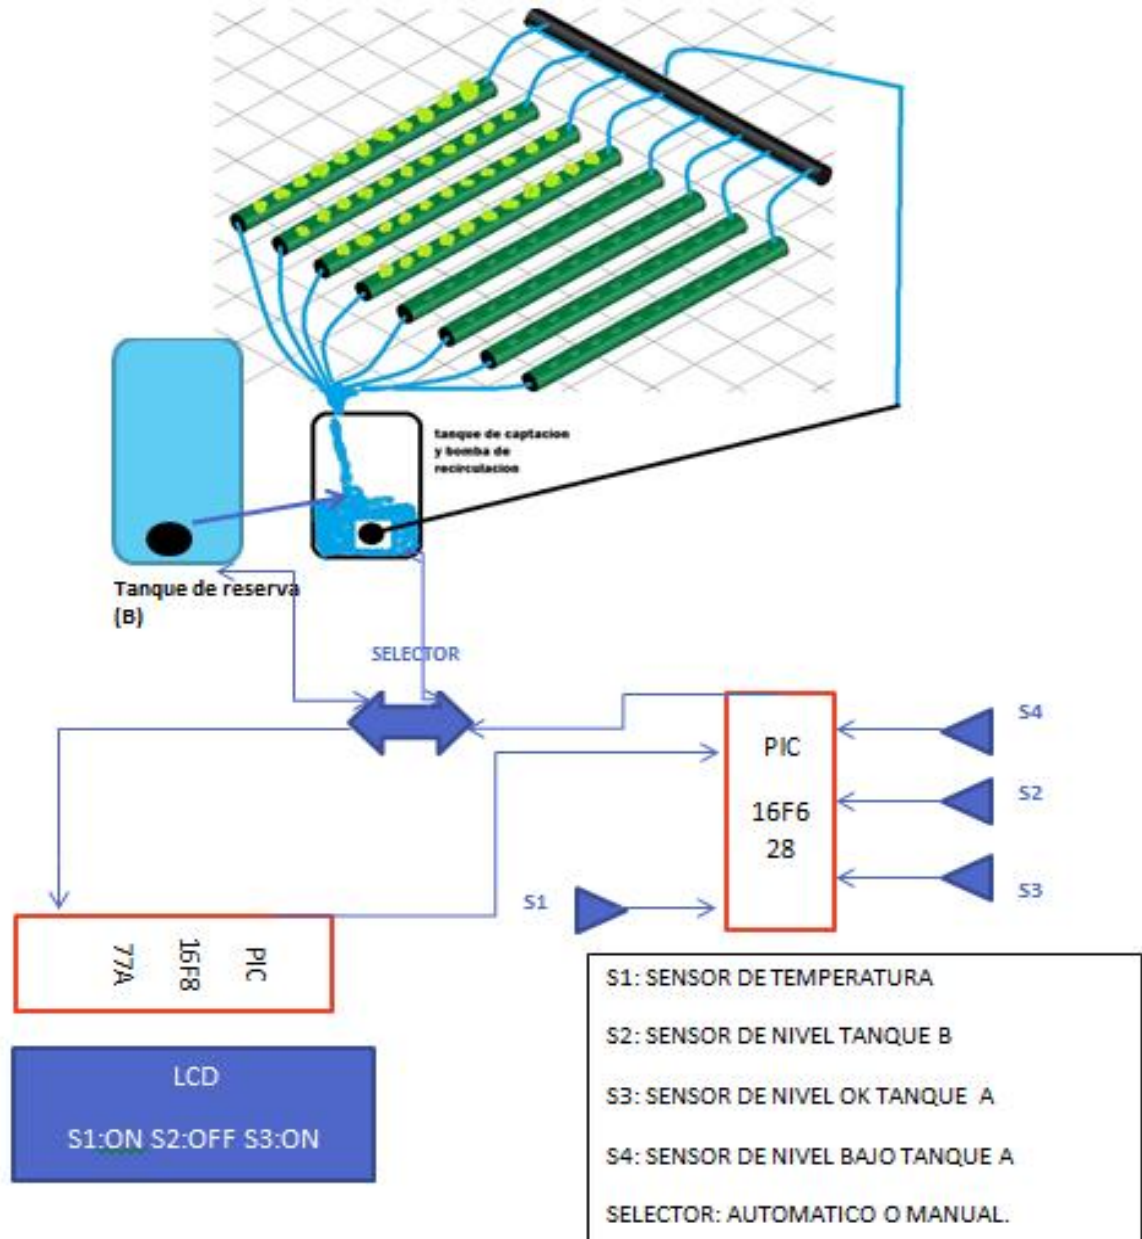 tanque de captacion
y bomba de
recirculacion
Tanque de reserva
(B)
SELECTOR
PIC
16F6
28
S4
S2
S3
S1
PIC
16F8
77A
LCD
S1:ON S2:OFF S3:ON
S1: SENSOR DE TEMPERATURA
S2: SENSOR DE NIVEL TANQUE B
S3: SENSOR DE NIVEL OK TANQUE A
S4: SENSOR DE NIVEL BAJO TANQUE A
SELECTOR: AUTOMATICO O MANUAL.